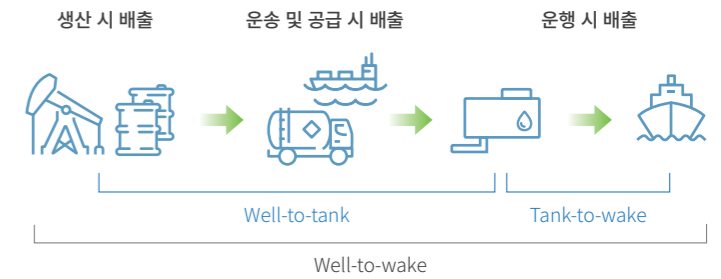 생산 시 배출
운송 및 공급 시 배출
운행 시 배출
Well-to-tank
Tank-to-wake
Well-to-wake